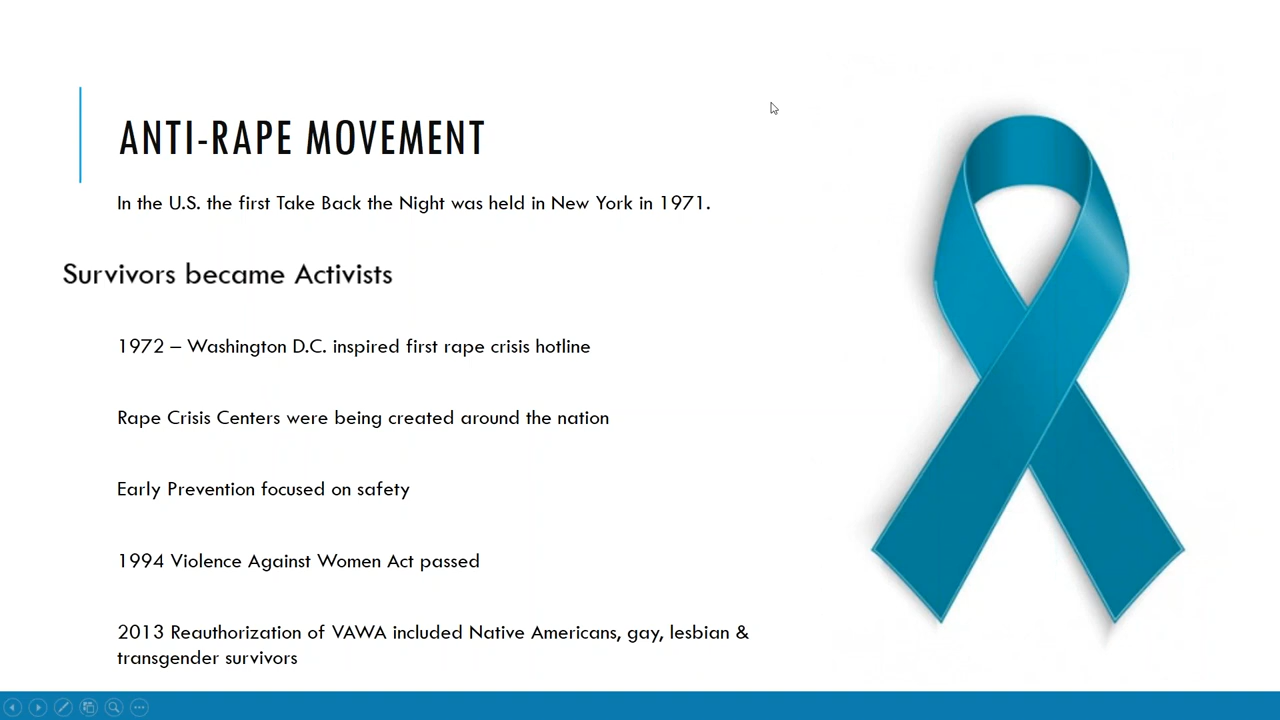 ANTI-RAPE MOVEMENT
In the U.S. the first Take Back the Night was held in New York in 1971.
Survivors became Activists
1972 – Washington D.C. inspired first rape crisis hotline
Rape Crisis Centers were being created around the nation
Early Prevention focused on safety
1994 Violence Against Women Act passed
2013 Reauthorization of VAWA included Native Americans, gay, lesbian &
transgender survivors